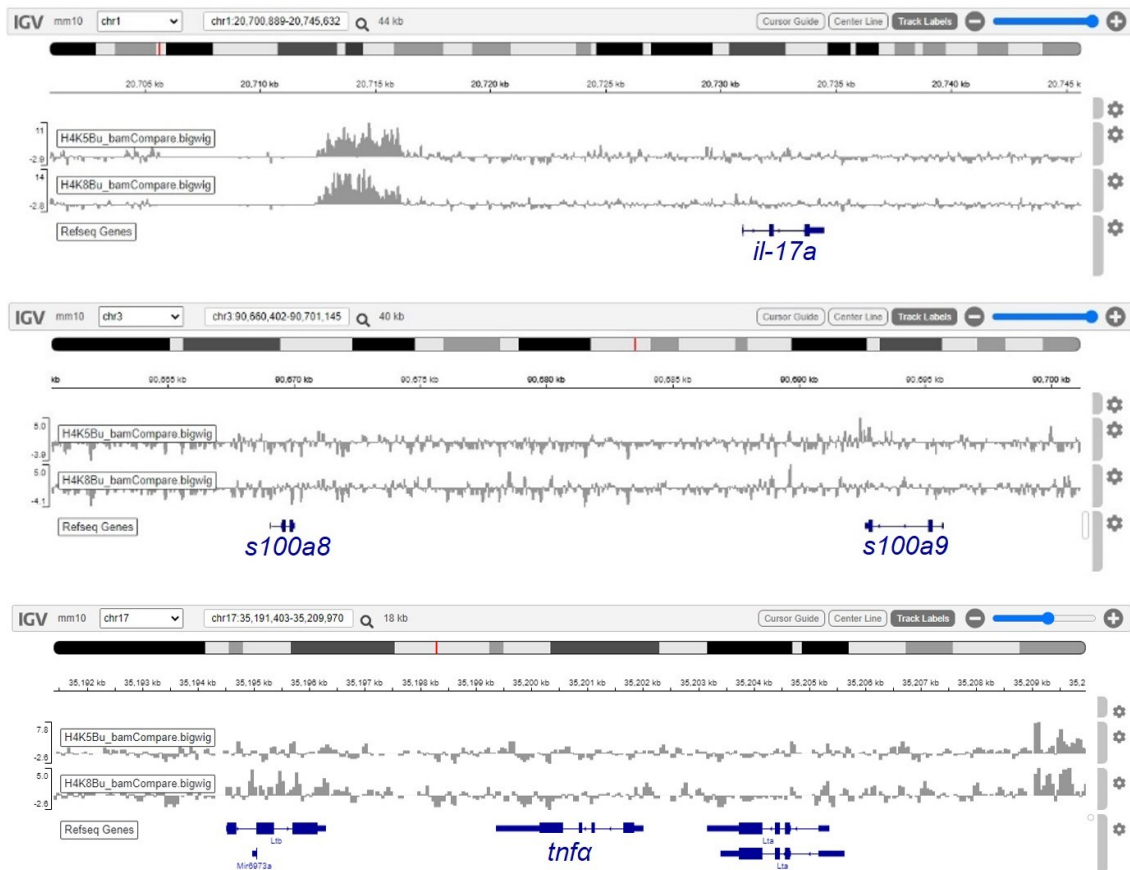 IGV mm10 chr1 chr1:20,700,889-20,745,632 44 kb Cursor Guide Center Line Track Labels
20,705 kb 20,710 kb 20,715 kb 20,720 kb 20,725 kb 20,730 kb 20,735 kb 20,740 kb 20,745 k
11
H4K5Bu_bamCompare.bigwig
-2.9
14
H4K8Bu_bamCompare.bigwig
-2.8
Refseq Genes
il-17a
IGV mm10 chr3 chr3:90,660,402-90,701,145 40 kb Cursor Guide Center Line Track Labels
kb 90,665 kb 90,670 kb 90,675 kb 90,680 kb 90,685 kb 90,690 kb 90,695 kb 90,700 kb
5.0
H4K5Bu_bamCompare.bigwig
-3.9
5.0
H4K8Bu_bamCompare.bigwig
-4.1
Refseq Genes
s100a8 s100a9
IGV mm10 chr17 chr17:35,191,403-35,209,970 18 kb Cursor Guide Center Line Track Labels
35,192 kb 35,193 kb 35,194 kb 35,195 kb 35,196 kb 35,197 kb 35,198 kb 35,199 kb 35,200 kb 35,201 kb 35,202 kb 35,203 kb 35,204 kb 35,205 kb 35,206 kb 35,207 kb 35,208 kb 35,209 kb 35,2
7.8
H4K5Bu_bamCompare.bigwig
-2.6
5.0
H4K8Bu_bamCompare.bigwig
-2.6
Refseq Genes
Ltb tnfα Lta
Mir6973a Lta